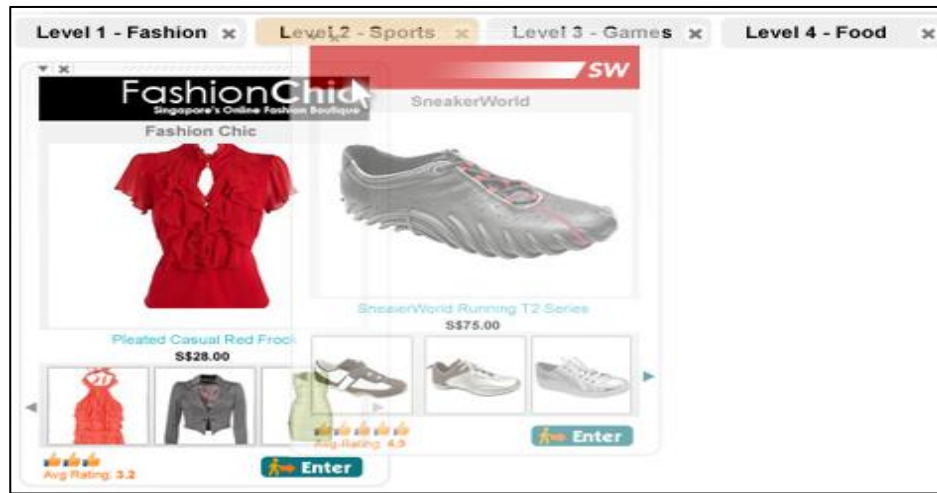 Level 1 - Fashion
Level 2 - Sports
Level 3 - Games
Level 4 - Food
FashionChic
Singapore's Online Fashion Boutique
Fashion Chic
Pleated Casual Red Frock
S$28.00
Avg Rating: 3.2
Enter
SW
SneakerWorld
SneakerWorld Running T2 Series
S$75.00
Avg Rating: 4.9
Enter